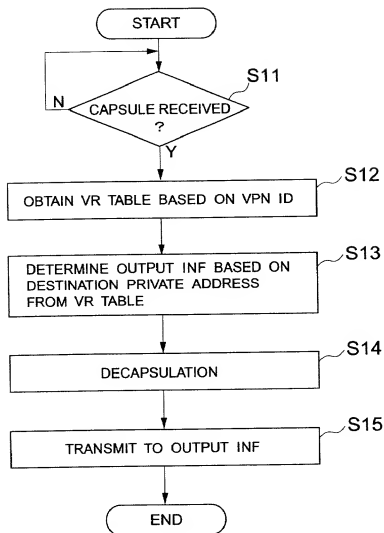 START
S11
N
CAPSULE RECEIVED
?
Y
S12
OBTAIN VR TABLE BASED ON VPN ID
S13
DETERMINE OUTPUT INF BASED ON
DESTINATION PRIVATE ADDRESS
FROM VR TABLE
S14
DECAPSULATION
S15
TRANSMIT TO OUTPUT INF
END